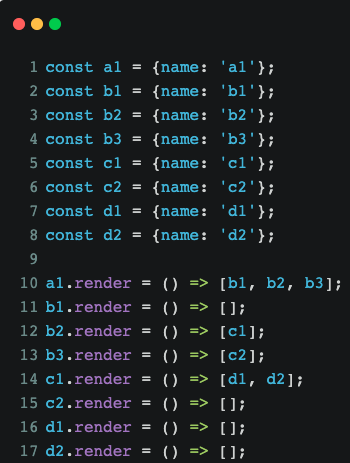 1 const a1 = {name: 'a1'};
2 const b1 = {name: 'b1'};
3 const b2 = {name: 'b2'};
4 const b3 = {name: 'b3'};
5 const c1 = {name: 'c1'};
6 const c2 = {name: 'c2'};
7 const d1 = {name: 'd1'};
8 const d2 = {name: 'd2'};
9
10 a1.render = () => [b1, b2, b3];
11 b1.render = () => [];
12 b2.render = () => [c1];
13 b3.render = () => [c2];
14 c1.render = () => [d1, d2];
15 c2.render = () => [];
16 d1.render = () => [];
17 d2.render = () => [];